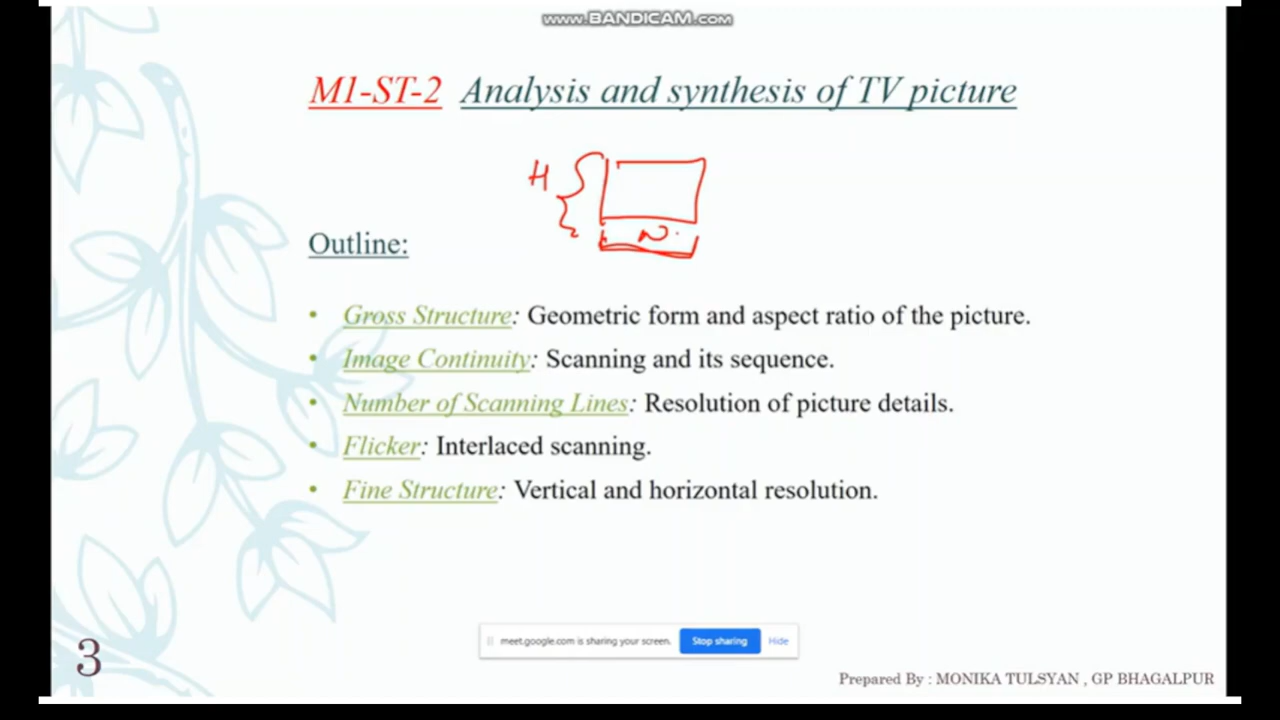 www.BANDICAM.com
M1-ST-2 Analysis and synthesis of TV picture
H
Outline:
• Gross Structure: Geometric form and aspect ratio of the picture.
• Image Continuity: Scanning and its sequence.
• Number of Scanning Lines: Resolution of picture details.
• Flicker: Interlaced scanning.
• Fine Structure: Vertical and horizontal resolution.
meet.google.com is sharing your screen. Stop sharing Hide
3
Prepared By : MONIKA TULSYAN , GP BHAGALPUR